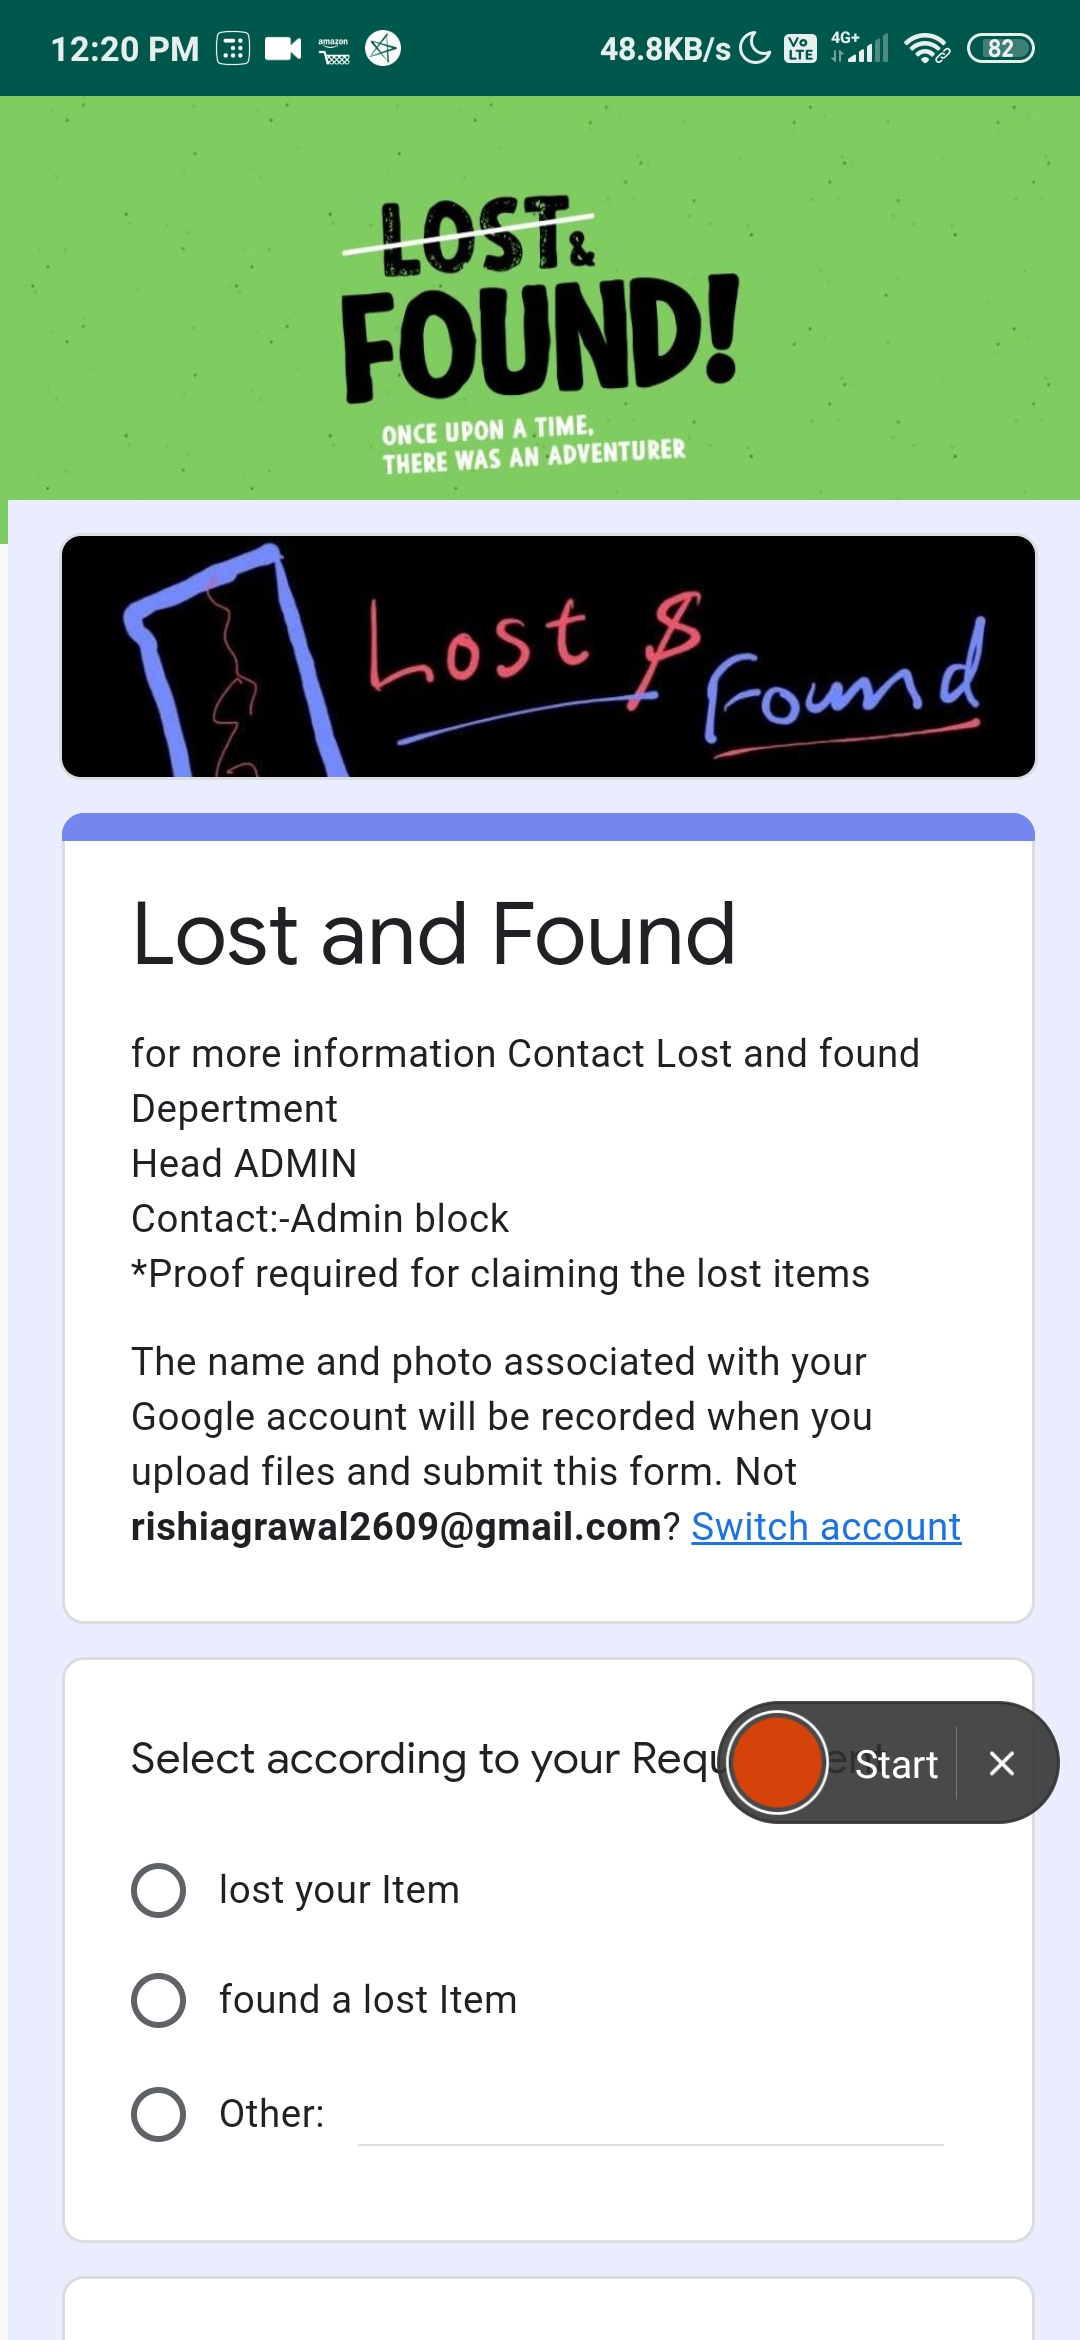 12:20 PM
amazon
48.8KB/s
Vo
LTE
4G+
82
LOST &
FOUND!
ONCE UPON A TIME,
THERE WAS AN ADVENTURER
Lost &
Found
Lost and Found
for more information Contact Lost and found
Depertment
Head ADMIN
Contact:-Admin block
*Proof required for claiming the lost items
The name and photo associated with your
Google account will be recorded when you
upload files and submit this form. Not
rishiagrawal2609@gmail.com? Switch account
Select according to your
Start
lost your Item
found a lost Item
Other: